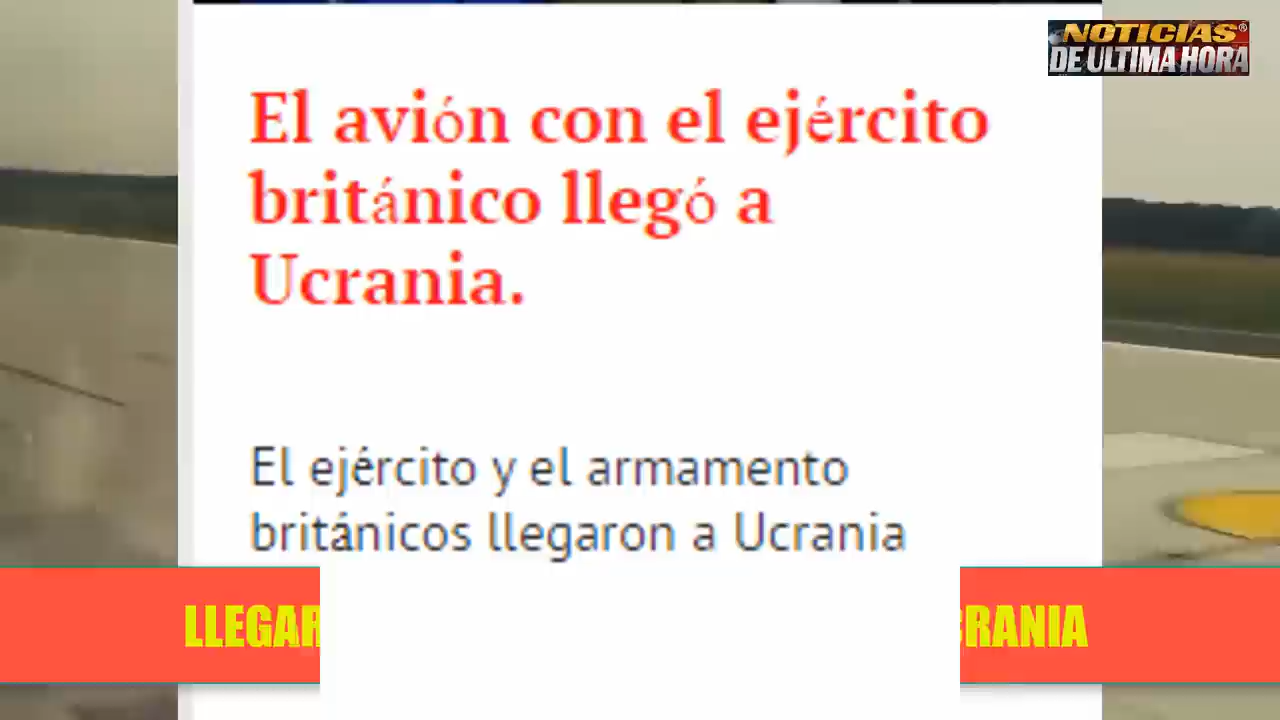 NOTICIAS®
DE ULTIMA HORA
El avión con el ejército
británico llegó a
Ucrania.
El ejército y el armamento
británicos llegaron a Ucrania